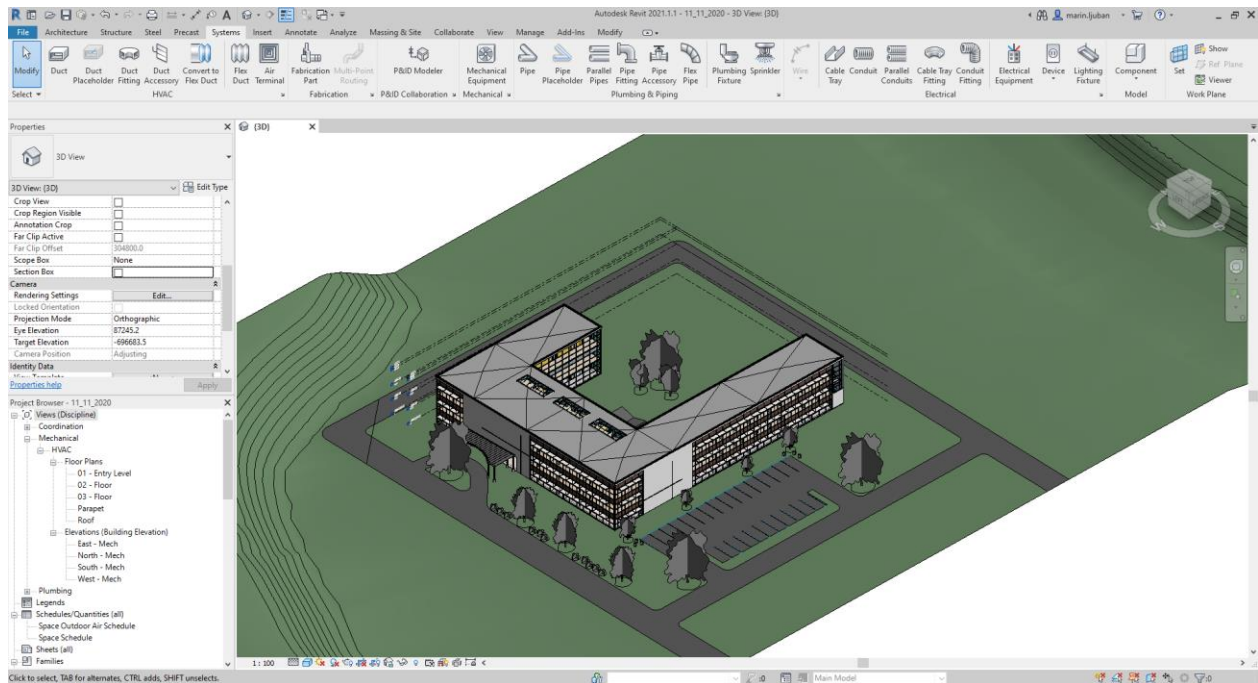 Autodesk Revit 2021.1.1 - 11_11_2020 - 3D View: {3D}
marin.ljuban
File Architecture Structure Steel Precast Systems Insert Annotate Analyze Massing & Site Collaborate View Manage Add-Ins Modify
Modify
Duct
Duct Placeholder
Duct Fitting
Duct Accessory
Convert to Flex Duct
Flex Duct
Air Terminal
Fabrication Part
Multi-Point Routing
P&ID Modeler
Mechanical Equipment
Pipe
Pipe Placeholder
Parallel Pipes
Pipe Fitting
Pipe Accessory
Flex Pipe
Plumbing Fixture
Sprinkler
Wire
Cable Tray
Conduit
Parallel Conduits
Cable Tray Fitting
Conduit Fitting
Electrical Equipment
Device
Lighting Fixture
Component
Set
Show
Ref Plane
Viewer
Select HVAC Fabrication P&ID Collaboration Mechanical Plumbing & Piping Electrical Model Work Plane
Properties
{3D}
3D View
3D View: {3D} Edit Type
Crop View
Crop Region Visible
Annotation Crop
Far Clip Active
Far Clip Offset 304800.0
Scope Box None
Section Box
Camera
Rendering Settings Edit...
Locked Orientation
Projection Mode Orthographic
Eye Elevation 87245.2
Target Elevation -696683.5
Camera Position Adjusting
Identity Data
Properties help Apply
Project Browser - 11_11_2020
Views (Discipline)
Coordination
Mechanical
HVAC
Floor Plans
01 - Entry Level
02 - Floor
03 - Floor
Parapet
Roof
Elevations (Building Elevation)
East - Mech
North - Mech
South - Mech
West - Mech
Plumbing
Legends
Schedules/Quantities (all)
Space Outdoor Air Schedule
Space Schedule
Sheets (all)
Families
1 : 100
Click to select, TAB for alternates, CTRL adds, SHIFT unselects.
:0
Main Model
:0